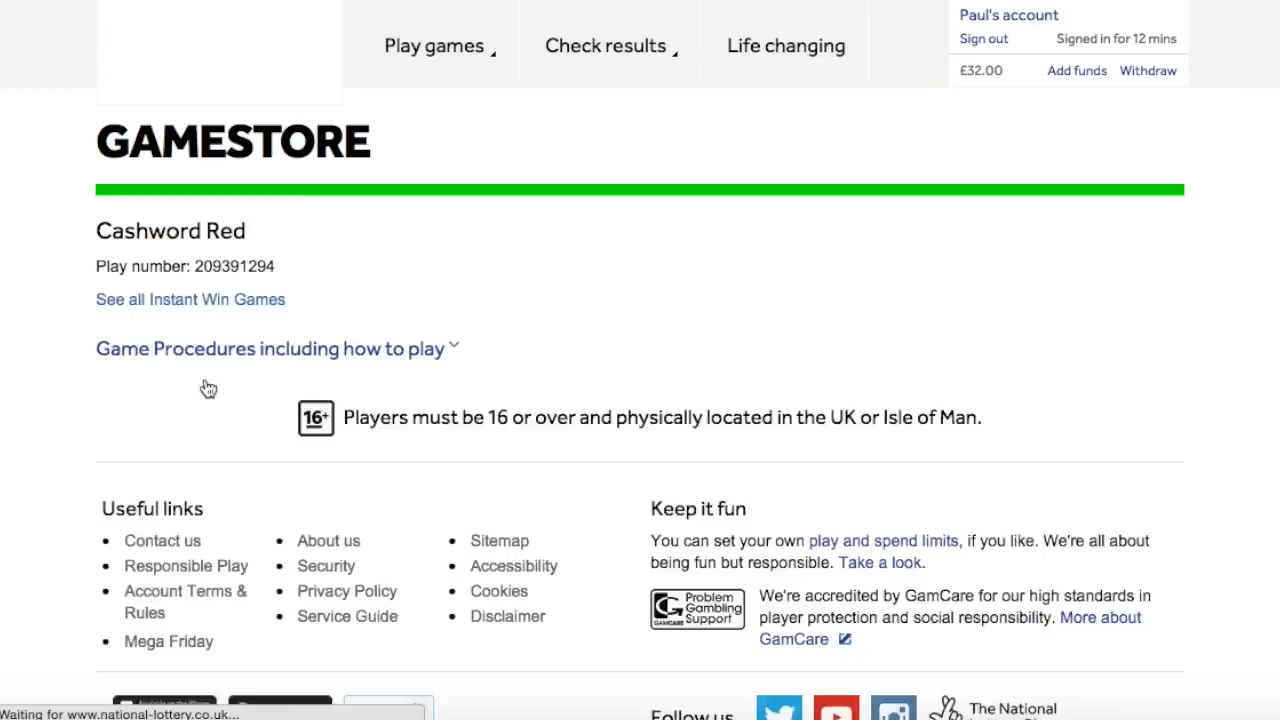 Play games
Check results
Life changing
Paul's account
Sign out
Signed in for 12 mins
£32.00
Add funds
Withdraw
GAMESTORE
Cashword Red
Play number: 209391294
See all Instant Win Games
Game Procedures including how to play
16+ Players must be 16 or over and physically located in the UK or Isle of Man.
Useful links
Contact us
Responsible Play
Account Terms &
Rules
Mega Friday
About us
Security
Privacy Policy
Service Guide
Sitemap
Accessibility
Cookies
Disclaimer
Keep it fun
You can set your own play and spend limits, if you like. We're all about
being fun but responsible. Take a look.
Problem
Gambling
Support
GAMCARE
We're accredited by GamCare for our high standards in
player protection and social responsibility. More about
GamCare
Follow us
The National
Waiting for www.national-lottery.co.uk...